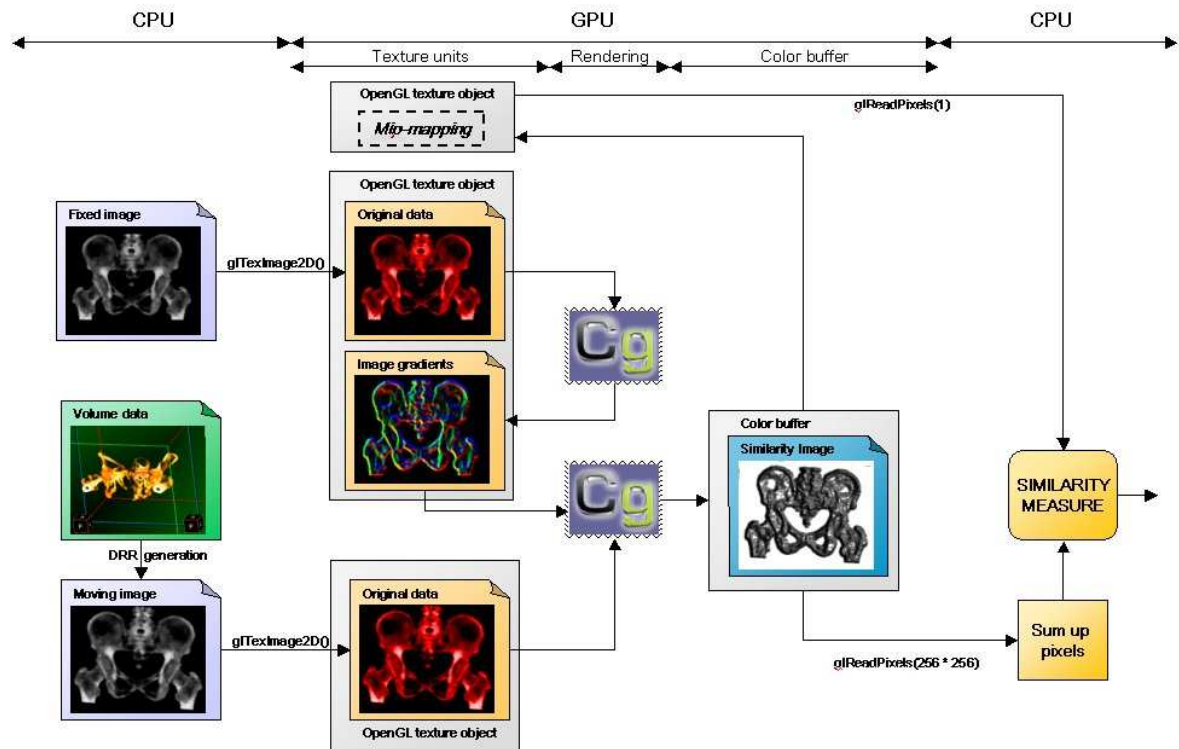 CPU
GPU
CPU
Texture units
Rendering
Color buffer
OpenGL texture object
Mip-mapping
glReadPixels(1)
OpenGL texture object
Fixed image
Original data
glTexImage2D()
Cg
Image gradients
Volume data
Color buffer
Similarity Image
Cg
SIMILARITY
MEASURE
DRR generation
Moving image
Original data
glTexImage2D()
Sum up
pixels
glReadPixels(256 * 256)
OpenGL texture object